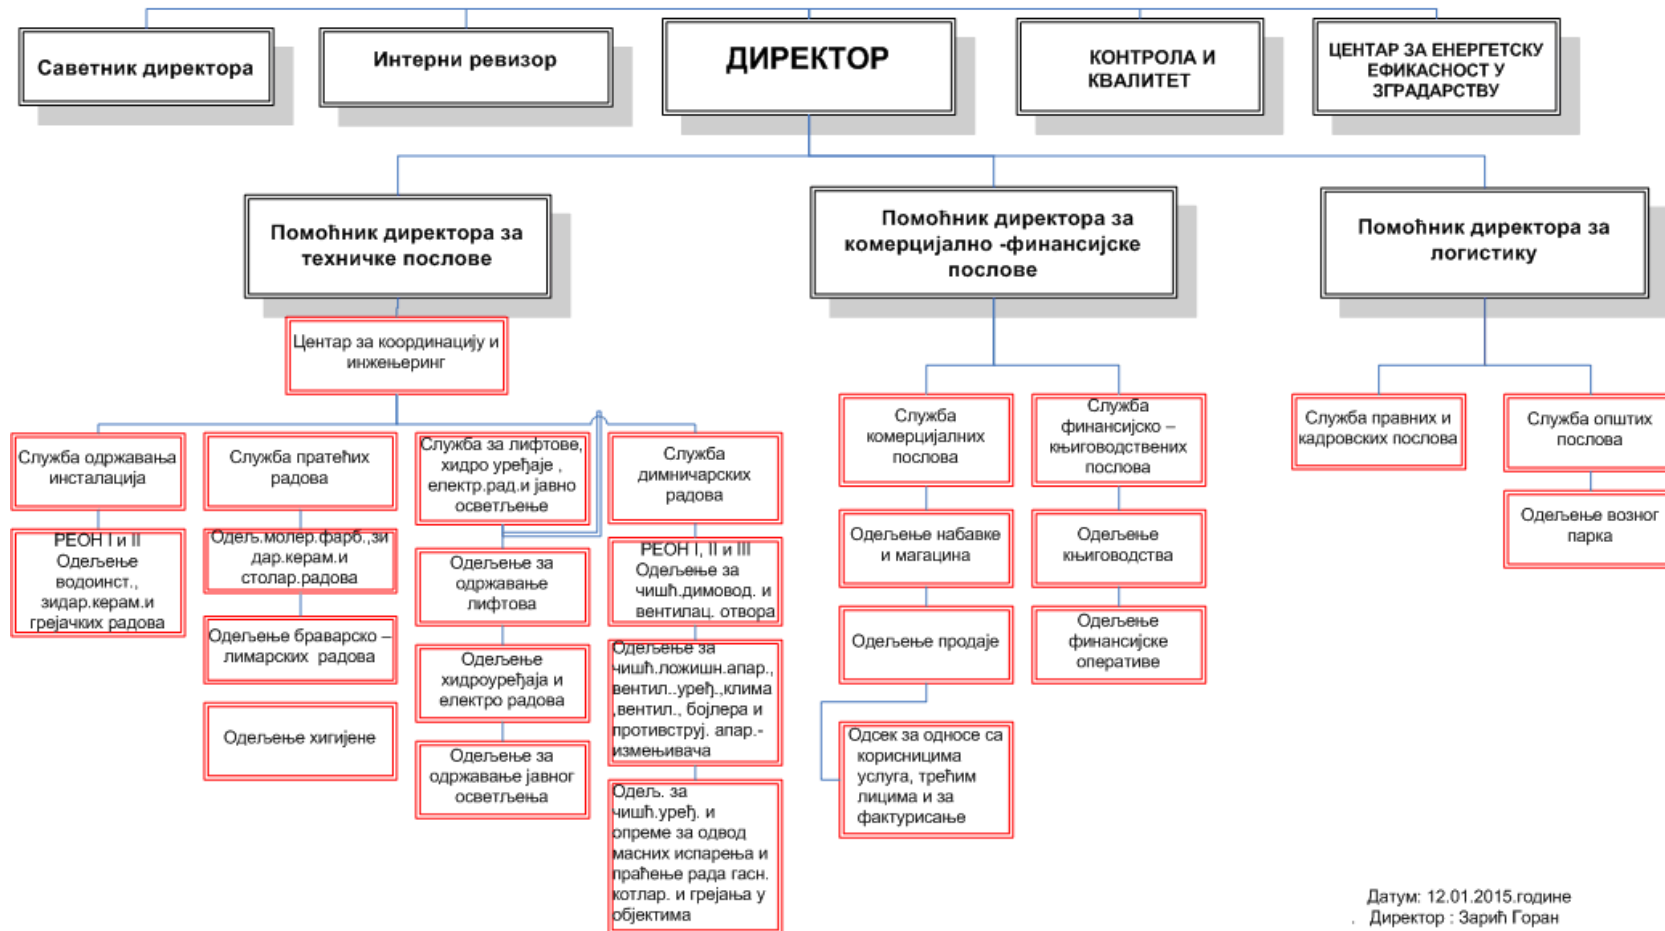 Саветник директора
Интерни ревизор
ДИРЕКТОР
КОНТРОЛА И
КВАЛИТЕТ
ЦЕНТАР ЗА ЕНЕРГЕТСКУ
ЕФИКАСНОСТ У
ЗГРАДАРСТВУ
Помоћник директора за
техничке послове
Помоћник директора за
комерцијално -финансијске
послове
Помоћник директора за
логистику
Центар за координацију и
инжењеринг
Служба одржавања
инсталација
РЕОН I и II
Одељење
водоинст.,
зидар.керам.и
грејачких радова
Служба пратећих
радова
Одељ.молер.фарб.,зи
дар.керам.и
столар.радова
Одељење браварско –
лимарских радова
Одељење хигијене
Служба за лифтове,
хидро уређаје ,
електр.рад.и јавно
осветљење
Одељење за
одржавање
лифтова
Одељење
хидроуређаја и
електро радова
Одељење за
одржавање јавног
осветљења
Служба
димничарских
радова
РЕОН I, II и III
Одељење за
чишћ.димовод. и
вентилац. отвора
Одељење за
чишћ.ложишн.апар.,
вентил..уређ.,клима
,вентил., бојлера и
противструј. апар.-
измењивача
Одељ. за
чишћ.уређ. и
опреме за одвод
масних испарења и
праћење рада гасн.
котлар. и грејања у
објектима
Служба
комерцијалних
послова
Одељење набавке
и магацина
Одељење продаје
Одсек за односе са
корисницима
услуга, трећим
лицима и за
фактурисање
Служба
финансијско –
књиговодствених
послова
Одељење
књиговодства
Одељење
финансијске
оперативе
Служба правних и
кадровских послова
Служба општих
послова
Одељење возног
парка
Датум: 12.01.2015.године
. Директор : Зарић Горан